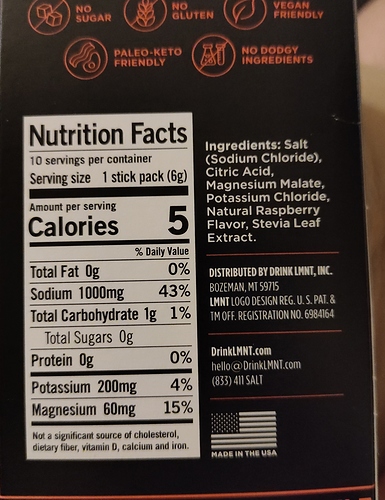 NO
SUGAR
NO
GLUTEN
VEGAN
FRIENDLY
PALEO-KETO
FRIENDLY
NO DODGY
INGREDIENTS
Nutrition Facts
10 servings per container
Serving size 1 stick pack (6g)
Amount per serving
Calories 5
% Daily Value
Total Fat 0g 0%
Sodium 1000mg 43%
Total Carbohydrate 1g 1%
Total Sugars 0g
Protein 0g 0%
Potassium 200mg 4%
Magnesium 60mg 15%
Not a significant source of cholesterol,
dietary fiber, vitamin D, calcium and iron.
Ingredients: Salt
(Sodium Chloride),
Citric Acid,
Magnesium Malate,
Potassium Chloride,
Natural Raspberry
Flavor, Stevia Leaf
Extract.
DISTRIBUTED BY DRINK LMNT, INC.
BOZEMAN, MT 59715
LMNT LOGO DESIGN REG. U.S. PAT. &
TM OFF. REGISTRATION NO. 6984164
DrinkLMNT.com
hello@DrinkLMNT.com
(833) 411 SALT
MADE IN THE USA